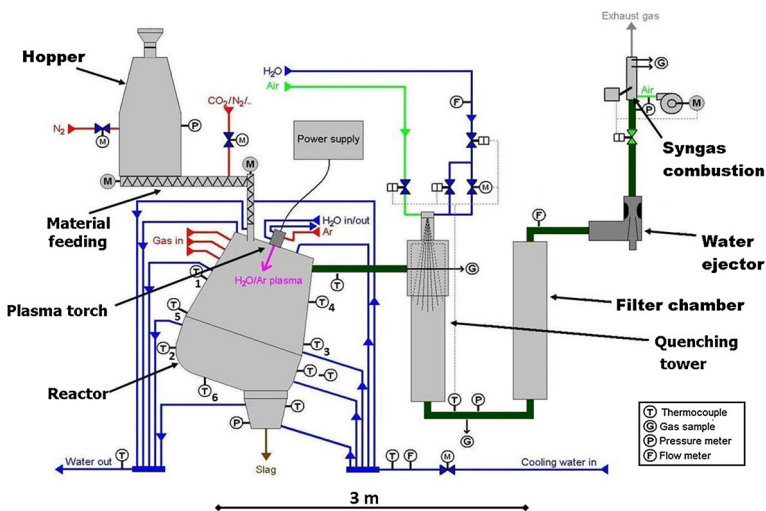 Exhaust gas
Hopper
G
H₂O
Air
CO₂/N₂/..
Air
F
P
M
N₂
P
M
M
Power supply
Syngas
combustion
M
M
M
Material
feeding
H₂O in/out
Gas in
Ar
F
Water
ejector
Plasma torch
T
1
H₂O/Ar plasma
G
T
T
4
Filter chamber
T
5
Quenching
tower
T
2
T
3
Reactor
T
T
T
6
T
T
P
P
G
T Thermocouple
G Gas sample
P Pressure meter
F Flow meter
Water out
T
Slag
T
F
M
Cooling water in
3 m